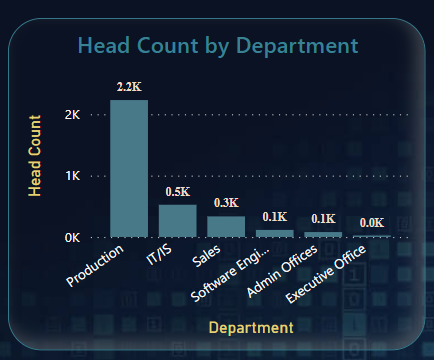 Head Count by Department
Head Count
2K
1K
0K
2.2K
0.5K
0.3K
0.1K
0.1K
0.0K
Production
IT/IS
Sales
Software Engi...
Admin Offices
Executive Office
Department